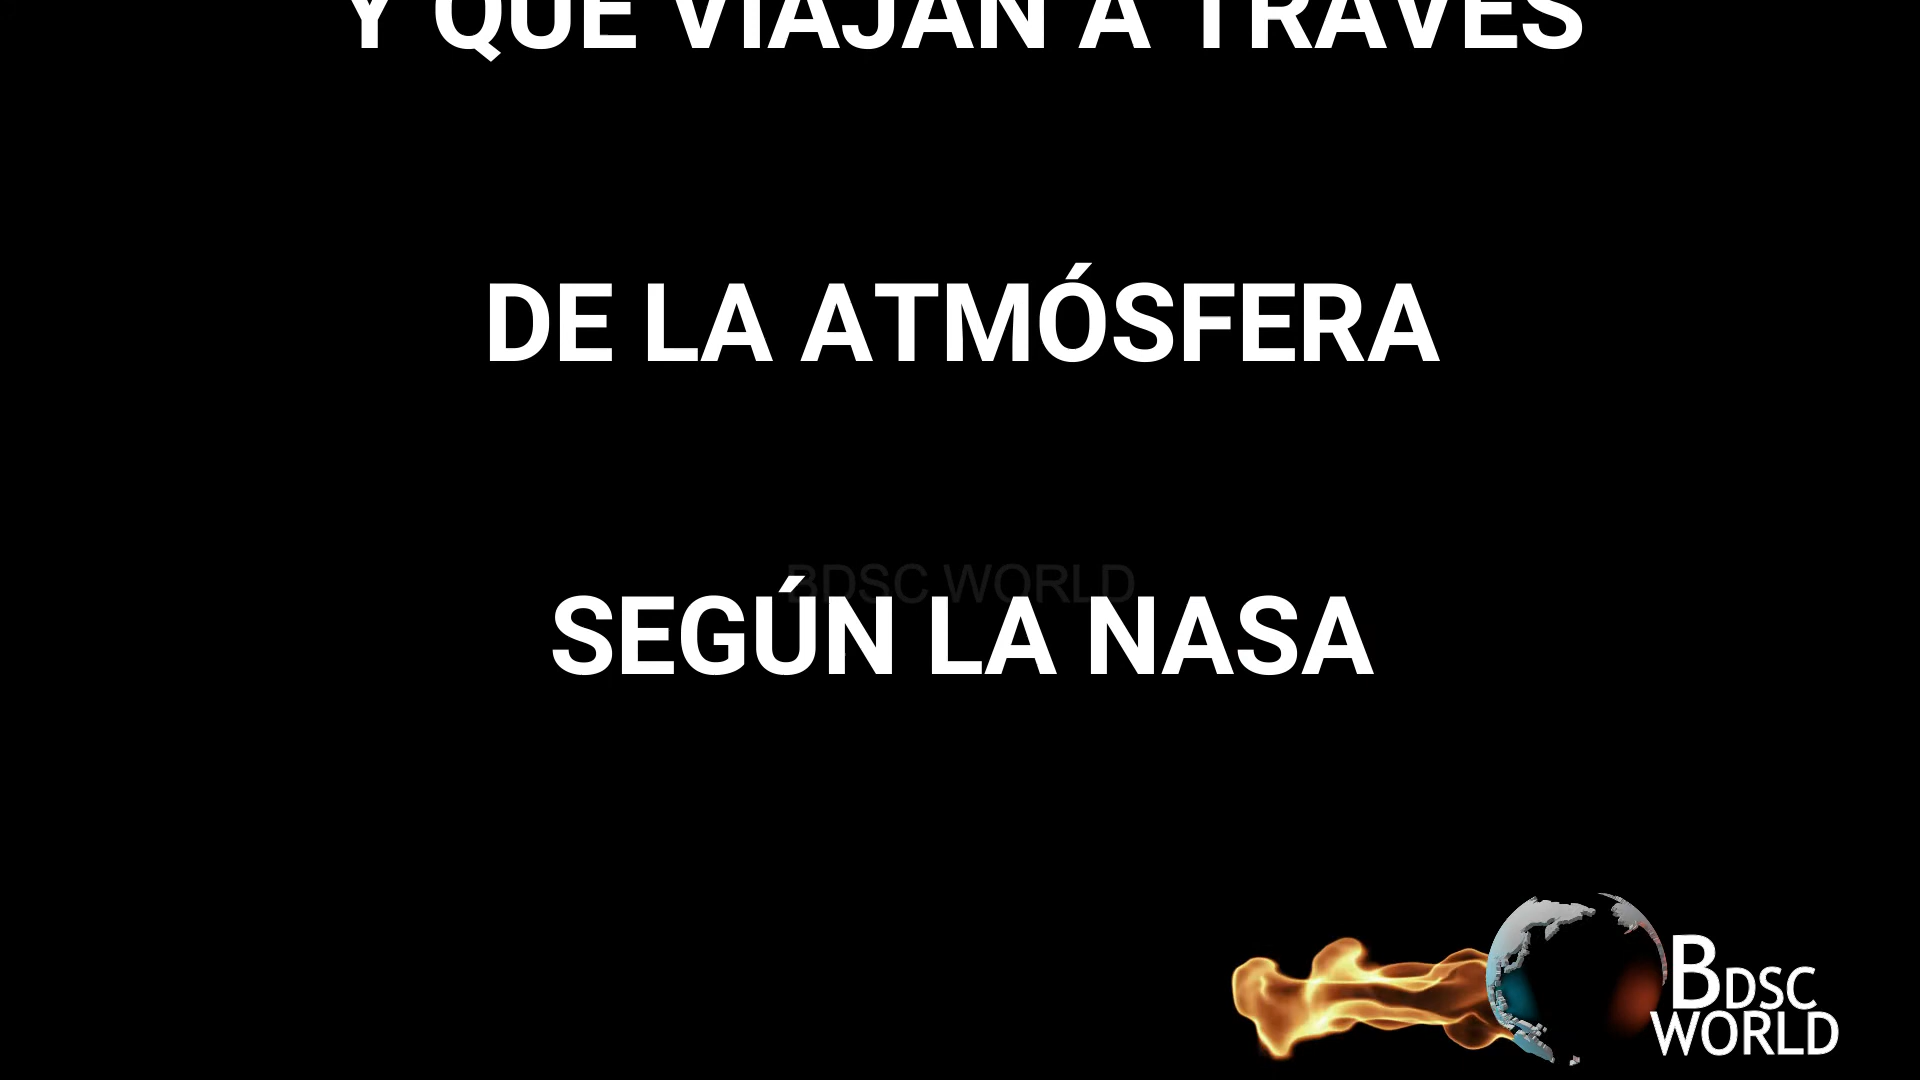 Y QUE VIAJAN A TRAVÉS
DE LA ATMÓSFERA
BDSC WORLD
SEGÚN LA NASA
BDSC
WORLD